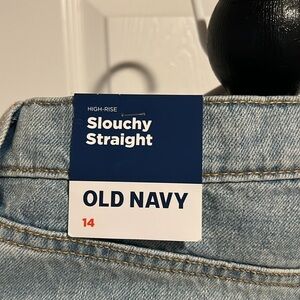 HIGH-RISE
Slouchy
Straight
OLD NAVY
14